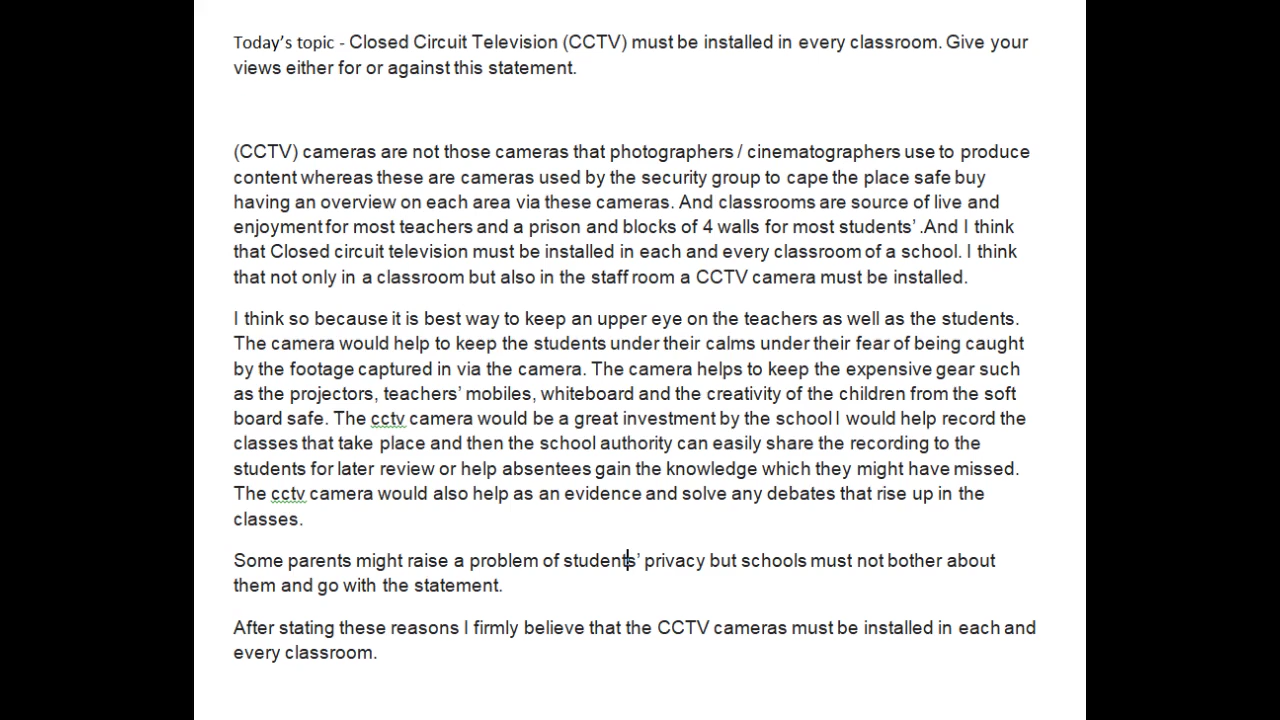 Today's topic - Closed Circuit Television (CCTV) must be installed in every classroom. Give your
views either for or against this statement.
(CCTV) cameras are not those cameras that photographers / cinematographers use to produce
content whereas these are cameras used by the security group to cape the place safe buy
having an overview on each area via these cameras. And classrooms are source of live and
enjoyment for most teachers and a prison and blocks of 4 walls for most students' .And I think
that Closed circuit television must be installed in each and every classroom of a school. I think
that not only in a classroom but also in the staff room a CCTV camera must be installed.
I think so because it is best way to keep an upper eye on the teachers as well as the students.
The camera would help to keep the students under their calms under their fear of being caught
by the footage captured in via the camera. The camera helps to keep the expensive gear such
as the projectors, teachers' mobiles, whiteboard and the creativity of the children from the soft
board safe. The cctv camera would be a great investment by the school I would help record the
classes that take place and then the school authority can easily share the recording to the
students for later review or help absentees gain the knowledge which they might have missed.
The cctv camera would also help as an evidence and solve any debates that rise up in the
classes.
Some parents might raise a problem of students' privacy but schools must not bother about
them and go with the statement.
After stating these reasons I firmly believe that the CCTV cameras must be installed in each and
every classroom.